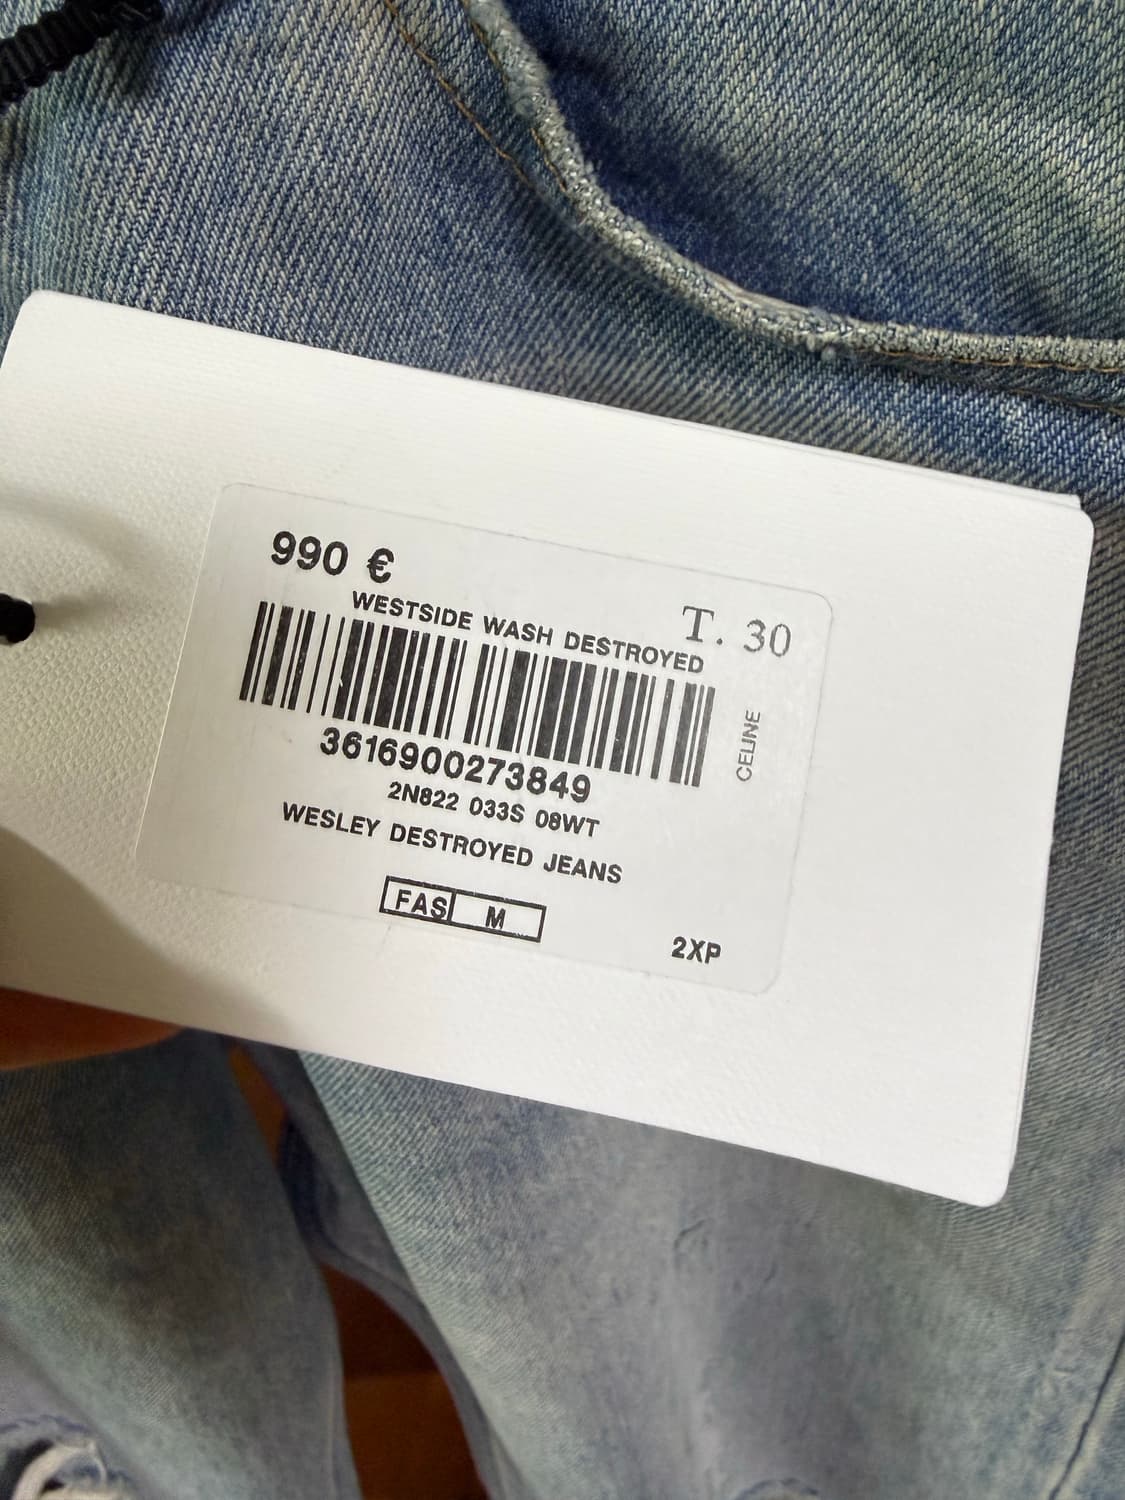 990 €
T. 30
WESTSIDE WASH DESTROYED
CELINE
3616900273849
2N822 033S 08WT
WESLEY DESTROYED JEANS
FAS M
2XP